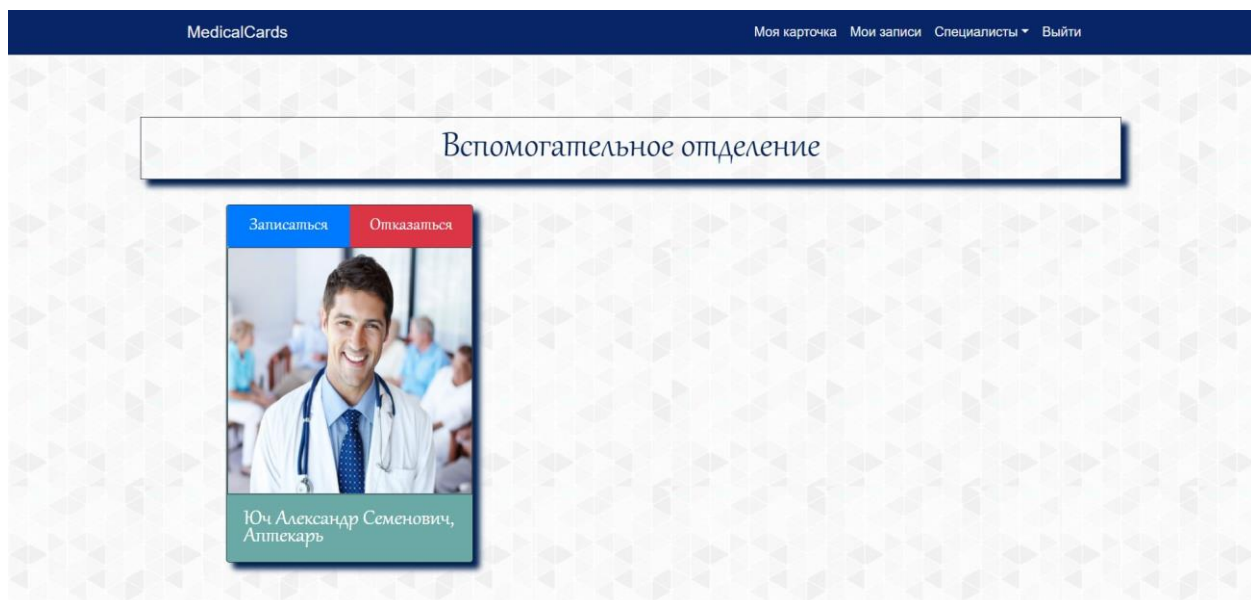 MedicalCards Моя карточка Мои записи Специалисты Выйти
Вспомогательное отделение
Записаться Отказаться
Юч Александр Семенович,
Аптекарь